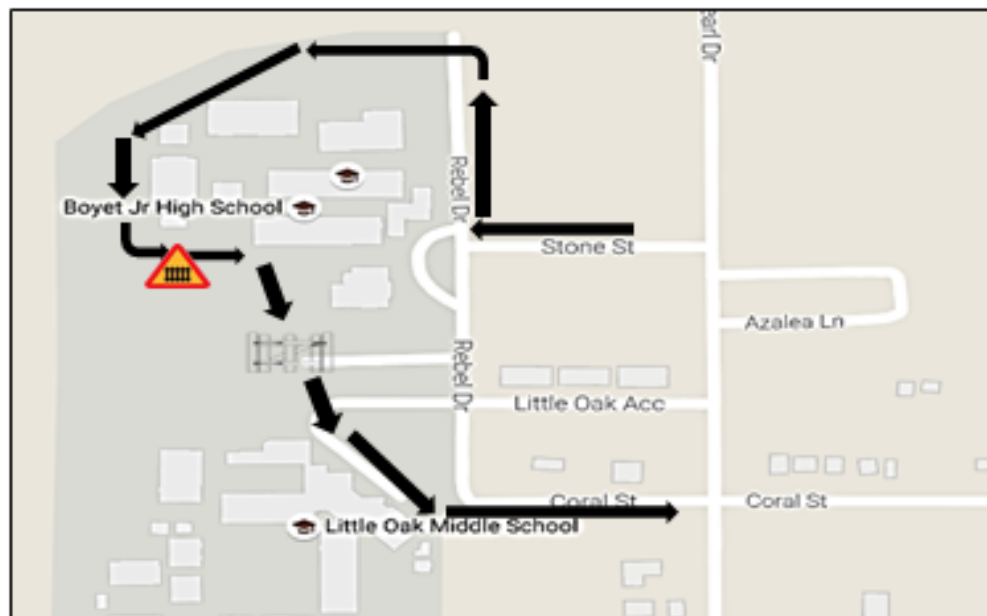 earl Dr
Rebel Dr
Boyet Jr High School
Stone St
Azalea Ln
Rebel Dr
Little Oak Acc
Coral St
Coral St
Little Oak Middle School